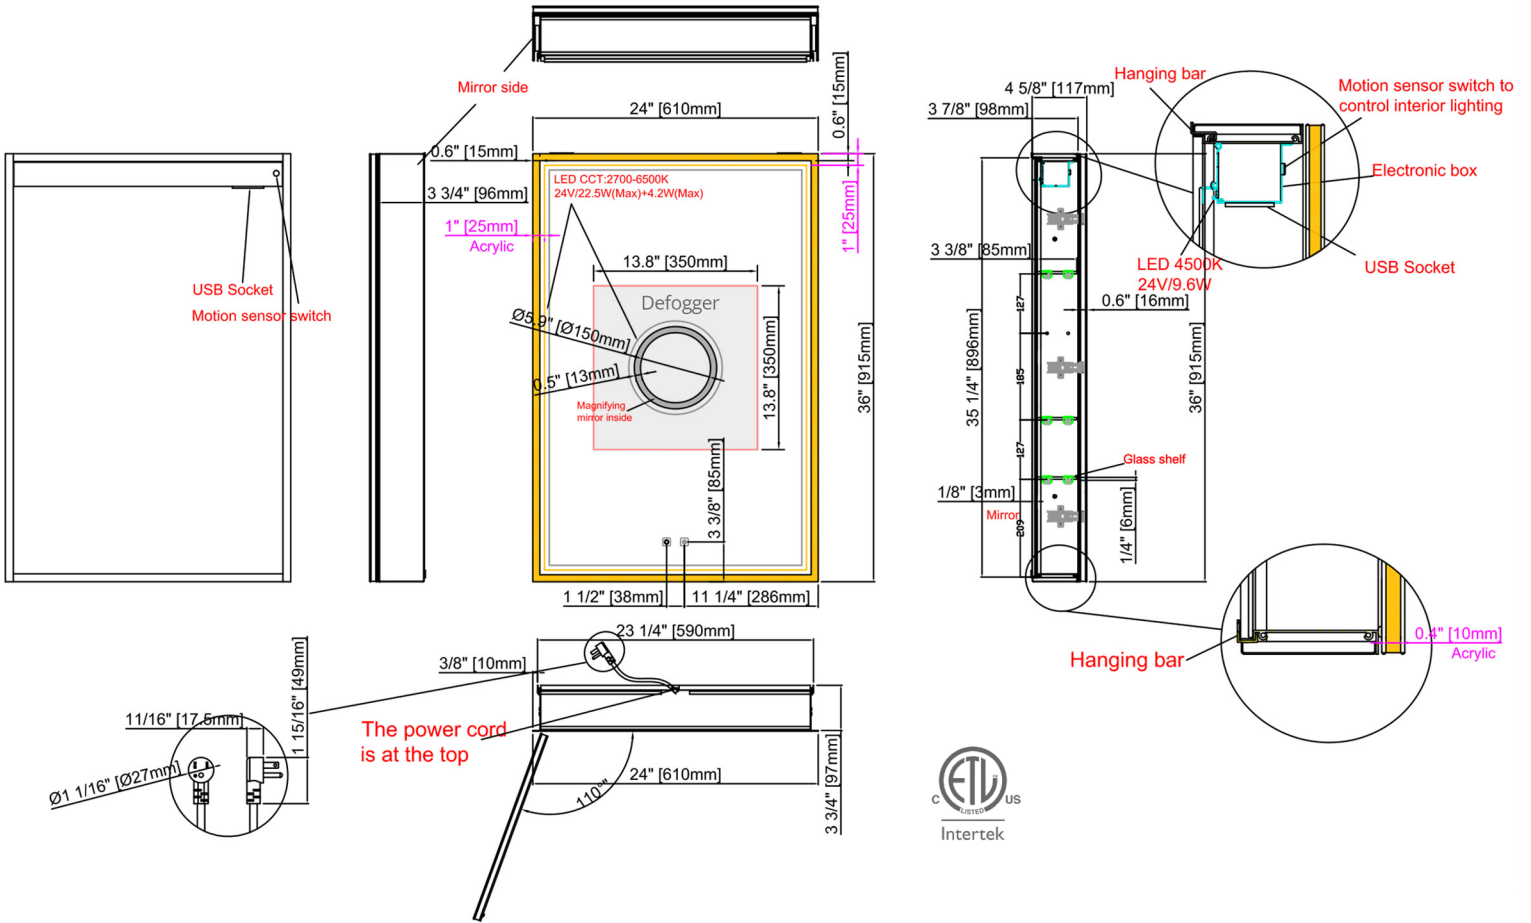 Mirror side
24" [610mm]
0.6" [15mm]
0.6" [15mm]
3 3/4" [96mm]
1" [25mm]
Acrylic
1" [25mm]
LED CCT:2700-6500K
24V/22.5W(Max)+4.2W(Max)
13.8" [350mm]
Defogger
Ø5.9" [Ø150mm]
0.5" [13mm]
Magnifying
mirror inside
13.8" [350mm]
36" [915mm]
3 3/8" [85mm]
1 1/2" [38mm]
11 1/4" [286mm]
USB Socket
Motion sensor switch
4 5/8" [117mm]
3 7/8" [98mm]
3 3/8" [85mm]
0.6" [16mm]
127
185
127
209
35 1/4" [896mm]
36" [915mm]
Glass shelf
1/8" [3mm]
Mirror
1/4" [6mm]
Hanging bar
Motion sensor switch to
control interior lighting
Electronic box
LED 4500K
24V/9.6W
USB Socket
Hanging bar
0.4" [10mm]
Acrylic
23 1/4" [590mm]
3/8" [10mm]
The power cord
is at the top
24" [610mm]
110°"
3 3/4" [97mm]
11/16" [17.5mm]
1 15/16" [49mm]
Ø1 1/16" [Ø27mm]
ETL
C US
LISTED
Intertek